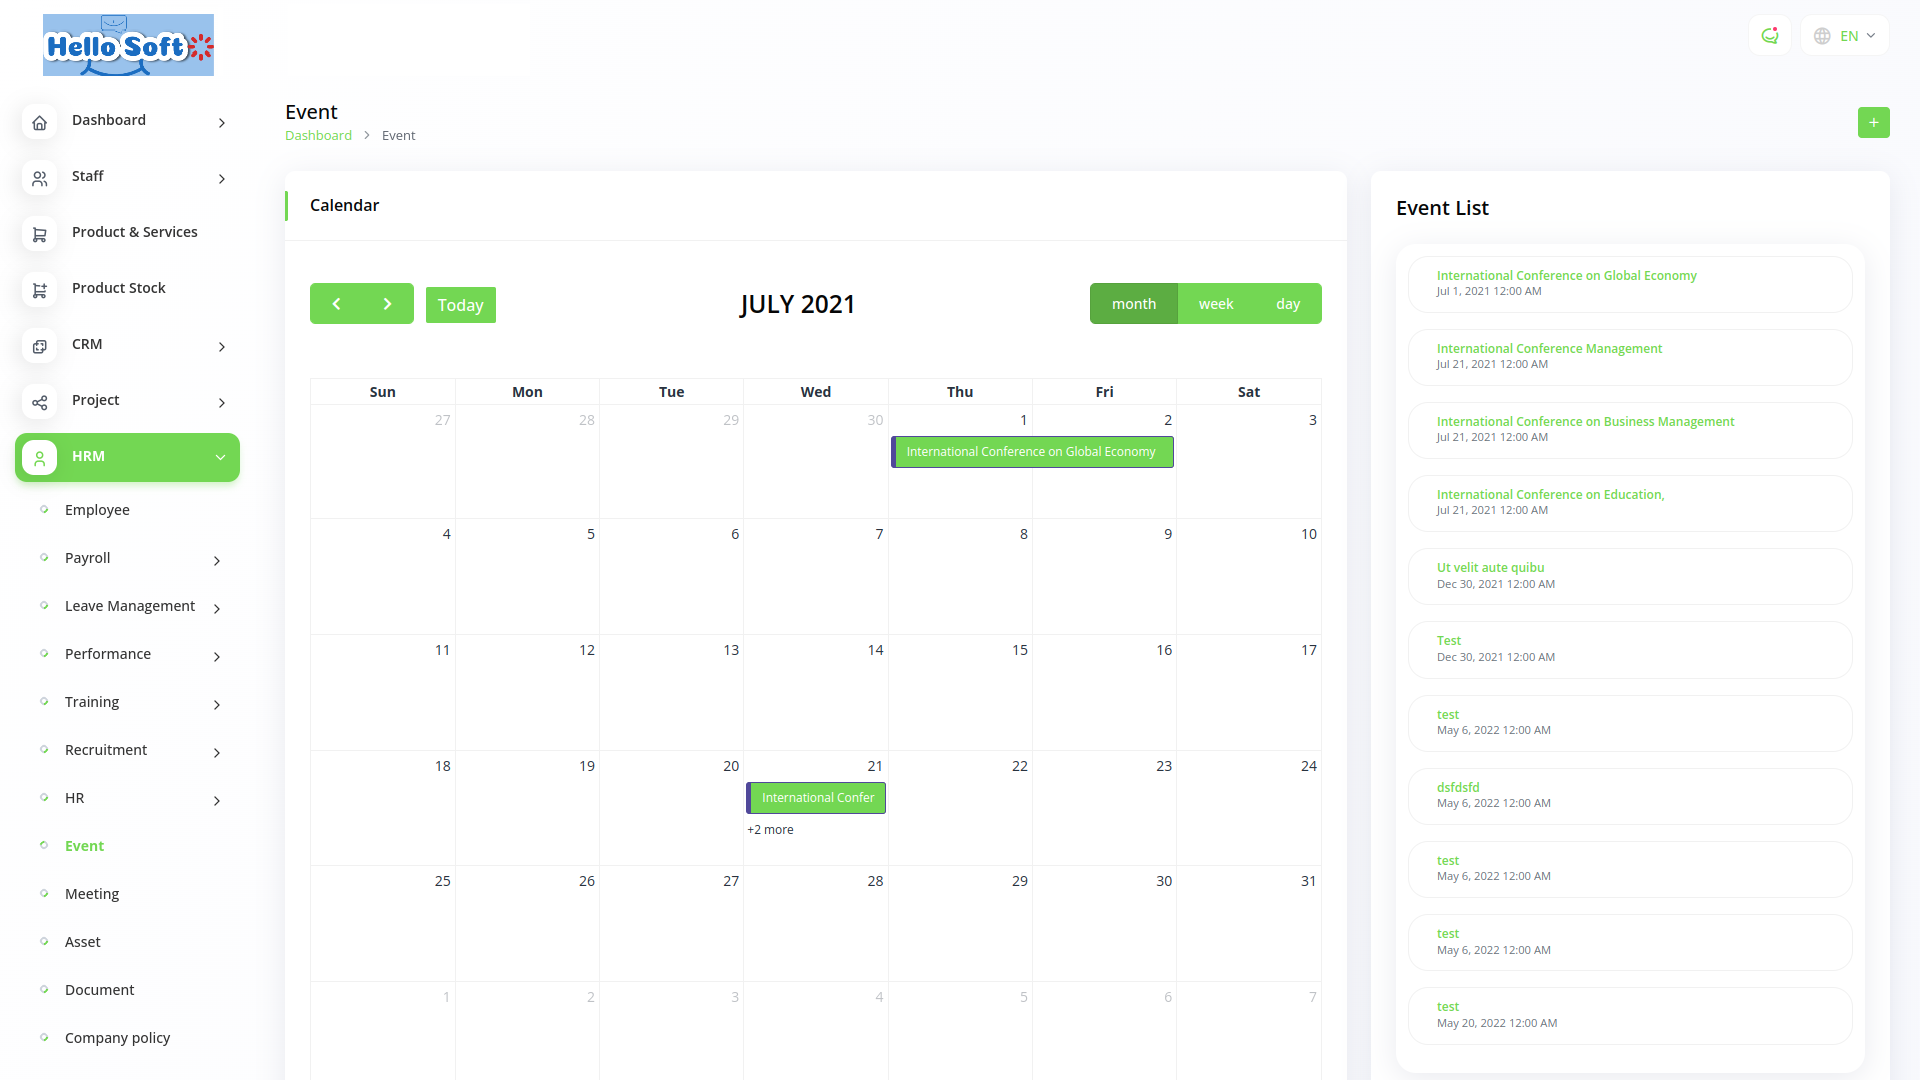 Hello Soft
EN
Dashboard
Staff
Product & Services
Product Stock
CRM
Project
HRM
Employee
Payroll
Leave Management
Performance
Training
Recruitment
HR
Event
Meeting
Asset
Document
Company policy
Event
Dashboard > Event
+
Calendar
Today
JULY 2021
month week day
Sun Mon Tue Wed Thu Fri Sat
27 28 29 30 1 2 3
International Conference on Global Economy
4 5 6 7 8 9 10
11 12 13 14 15 16 17
18 19 20 21 22 23 24
International Confer
+2 more
25 26 27 28 29 30 31
1 2 3 4 5 6 7
Event List
International Conference on Global Economy
Jul 1, 2021 12:00 AM
International Conference Management
Jul 21, 2021 12:00 AM
International Conference on Business Management
Jul 21, 2021 12:00 AM
International Conference on Education,
Jul 21, 2021 12:00 AM
Ut velit aute quibu
Dec 30, 2021 12:00 AM
Test
Dec 30, 2021 12:00 AM
test
May 6, 2022 12:00 AM
dsfdsfd
May 6, 2022 12:00 AM
test
May 6, 2022 12:00 AM
test
May 6, 2022 12:00 AM
test
May 20, 2022 12:00 AM